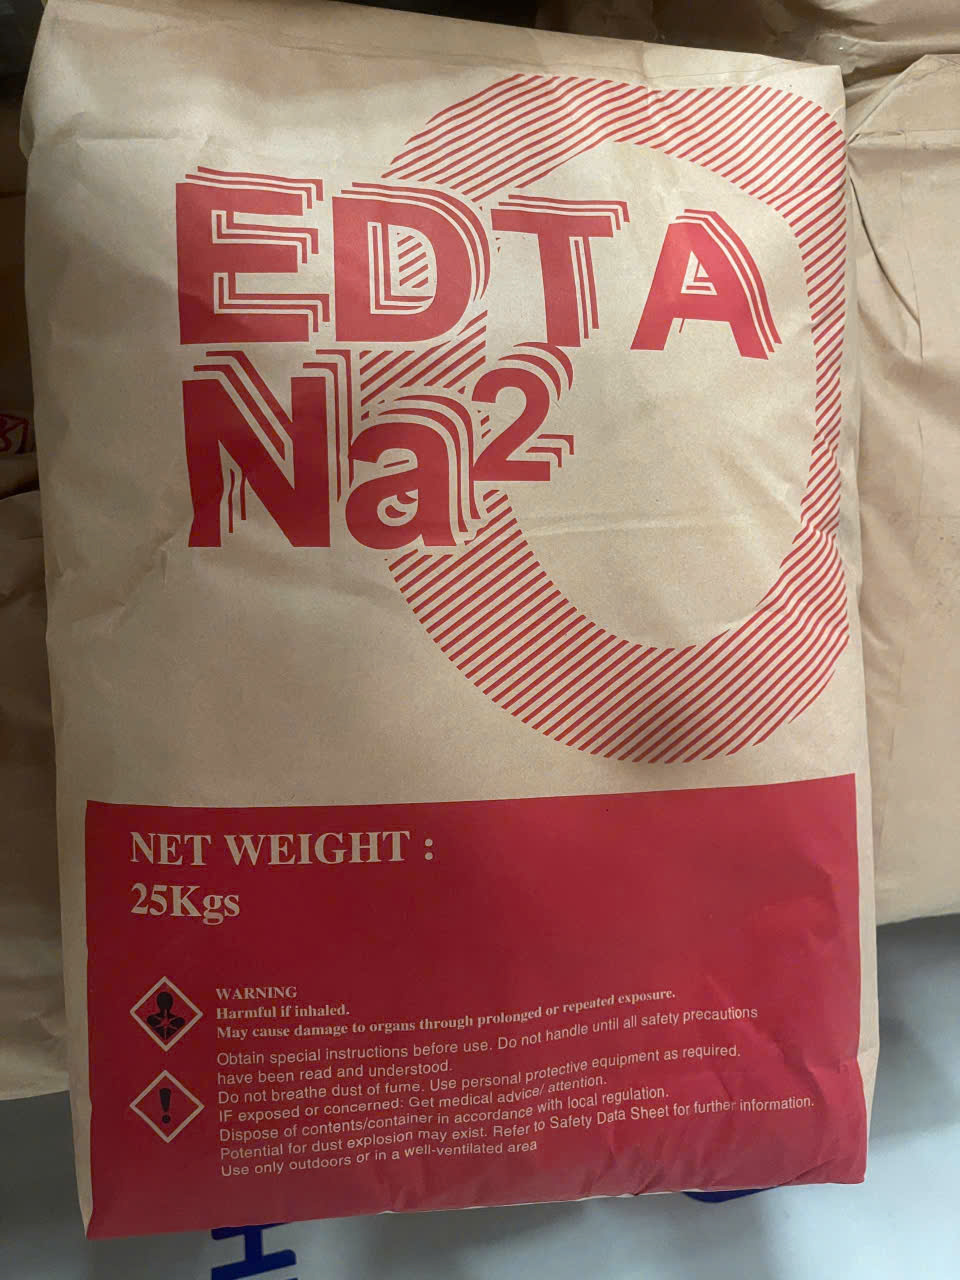 EDTA
Na2
NET WEIGHT :
25Kgs
WARNING
Harmful if inhaled.
May cause damage to organs through prolonged or repeated exposure.
Obtain special instructions before use. Do not handle until all safety precautions
have been read and understood.
Do not breathe dust of fume. Use personal protective equipment as required.
IF exposed or concerned: Get medical advice/ attention.
Dispose of contents/container in accordance with local regulation.
Potential for dust explosion may exist. Refer to Safety Data Sheet for further information.
Use only outdoors or in a well-ventilated area